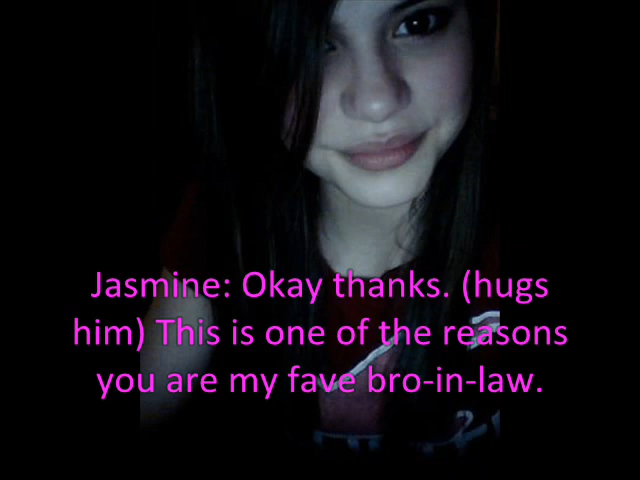 Jasmine: Okay thanks. (hugs
him) This is one of the reasons
you are my fave bro-in-law.